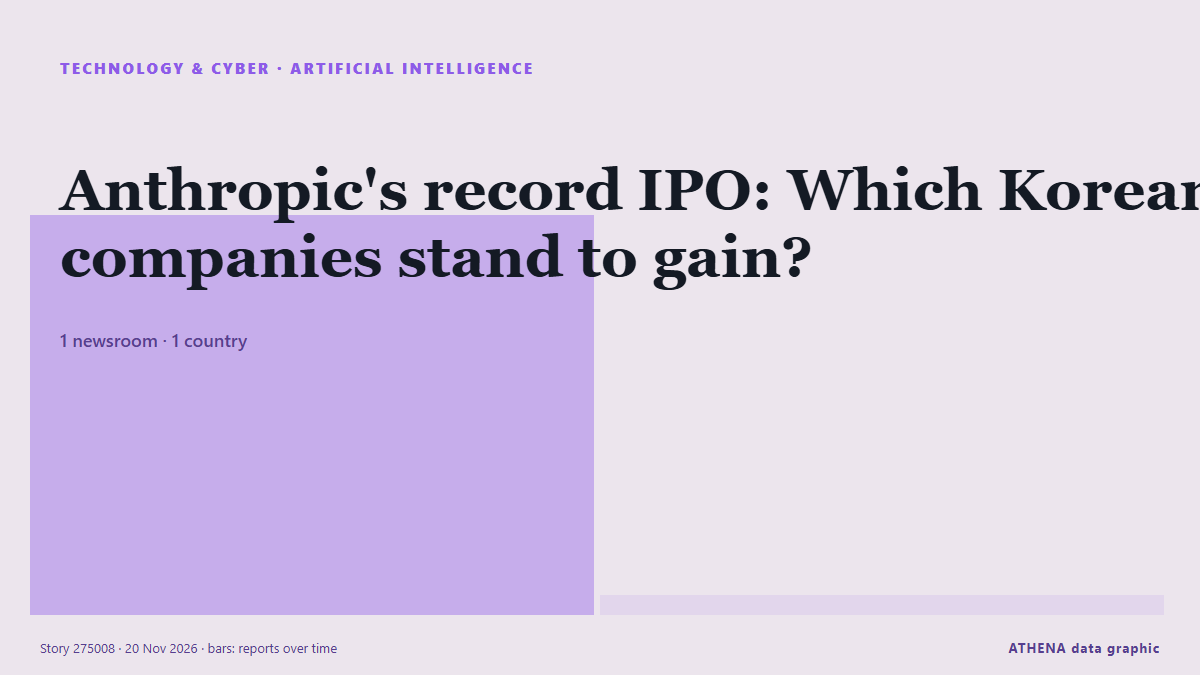 TECHNOLOGY & CYBER · ARTIFICIAL INTELLIGENCE
Anthropic's record IPO: Which Korean
companies stand to gain?
1 newsroom · 1 country
Story 275008 · 20 Nov 2026 · bars: reports over time
ATHENA data graphic